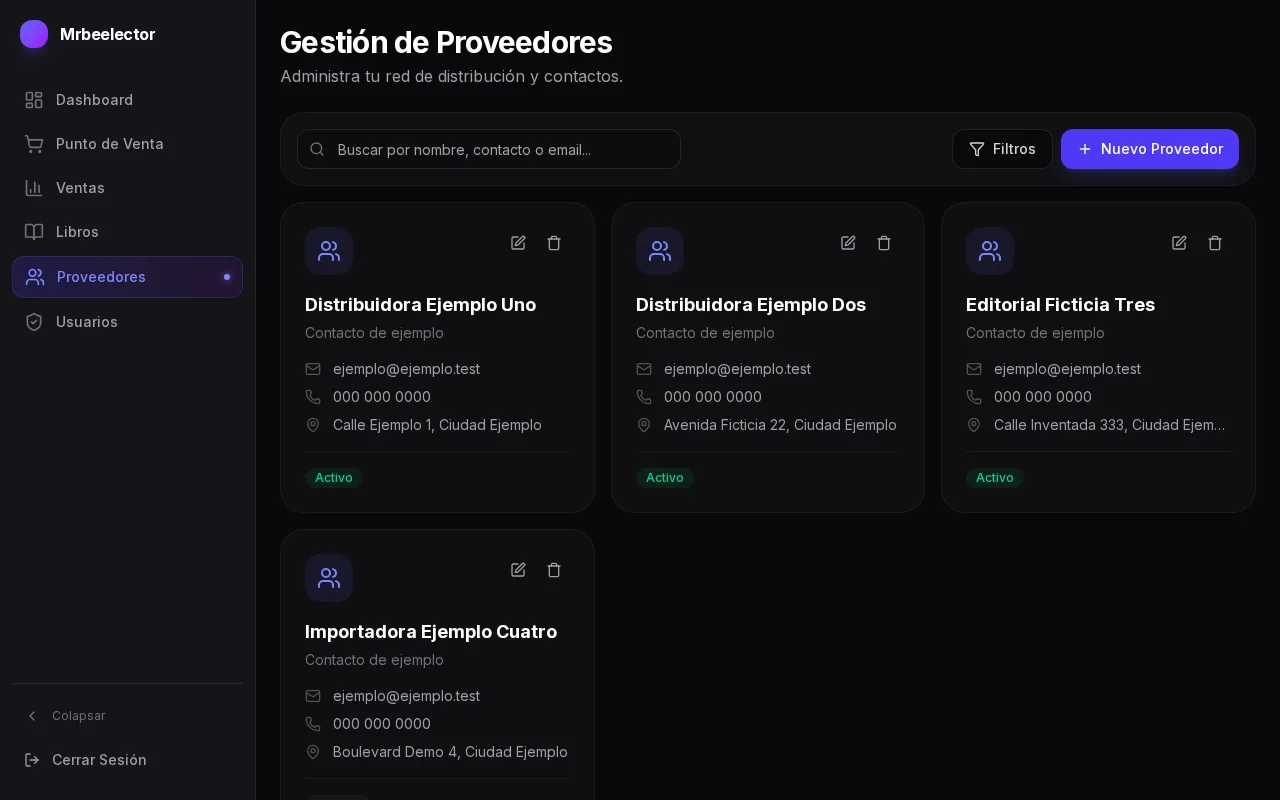 Mrbeelector
Dashboard
Punto de Venta
Ventas
Libros
Proveedores
Usuarios
Colapsar
Cerrar Sesión
Gestión de Proveedores
Administra tu red de distribución y contactos.
Buscar por nombre, contacto o email...
Filtros
Nuevo Proveedor
Distribuidora Ejemplo Uno
Contacto de ejemplo
ejemplo@ejemplo.test
000 000 0000
Calle Ejemplo 1, Ciudad Ejemplo
Activo
Distribuidora Ejemplo Dos
Contacto de ejemplo
ejemplo@ejemplo.test
000 000 0000
Avenida Ficticia 22, Ciudad Ejemplo
Activo
Editorial Ficticia Tres
Contacto de ejemplo
ejemplo@ejemplo.test
000 000 0000
Calle Inventada 333, Ciudad Ejem...
Activo
Importadora Ejemplo Cuatro
Contacto de ejemplo
ejemplo@ejemplo.test
000 000 0000
Boulevard Demo 4, Ciudad Ejemplo